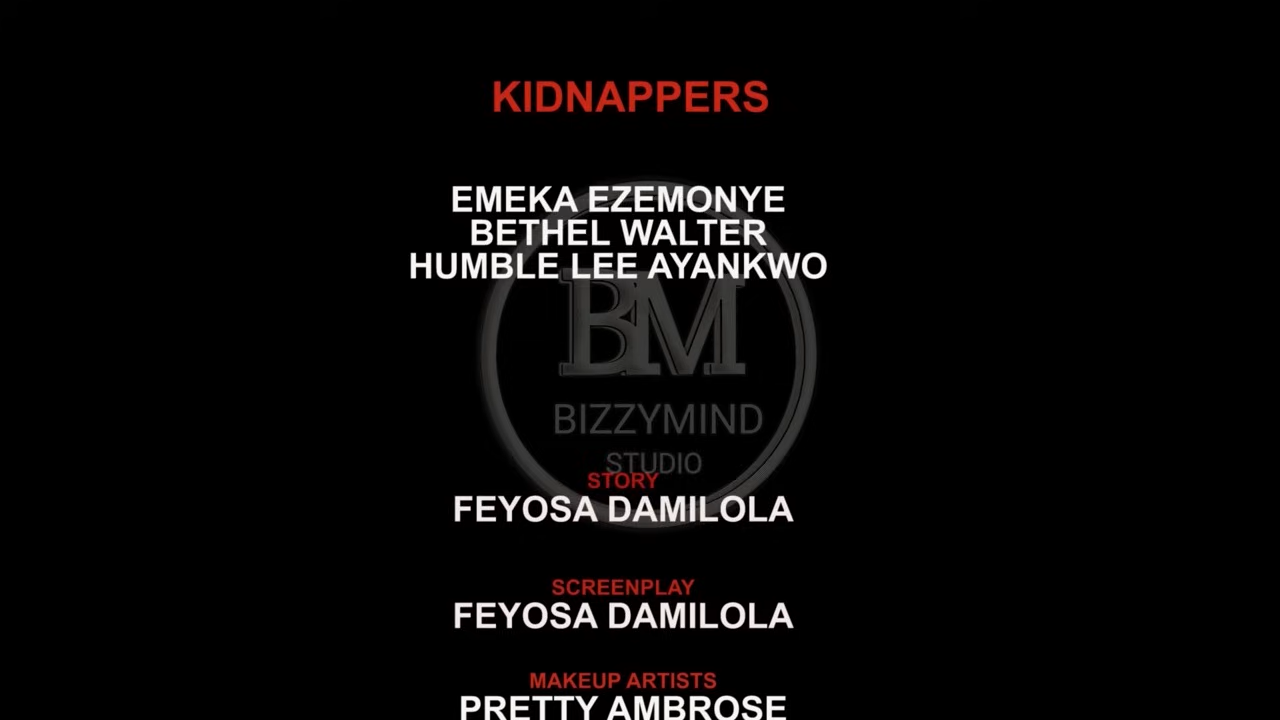 KIDNAPPERS
EMEKA EZEMONYE
BETHEL WALTER
HUMBLE LEE AYANKWO
BM
BIZZYMIND
STUDIO
STORY
FEYOSA DAMILOLA
SCREENPLAY
FEYOSA DAMILOLA
MAKEUP ARTISTS
PRETTY AMBROSE